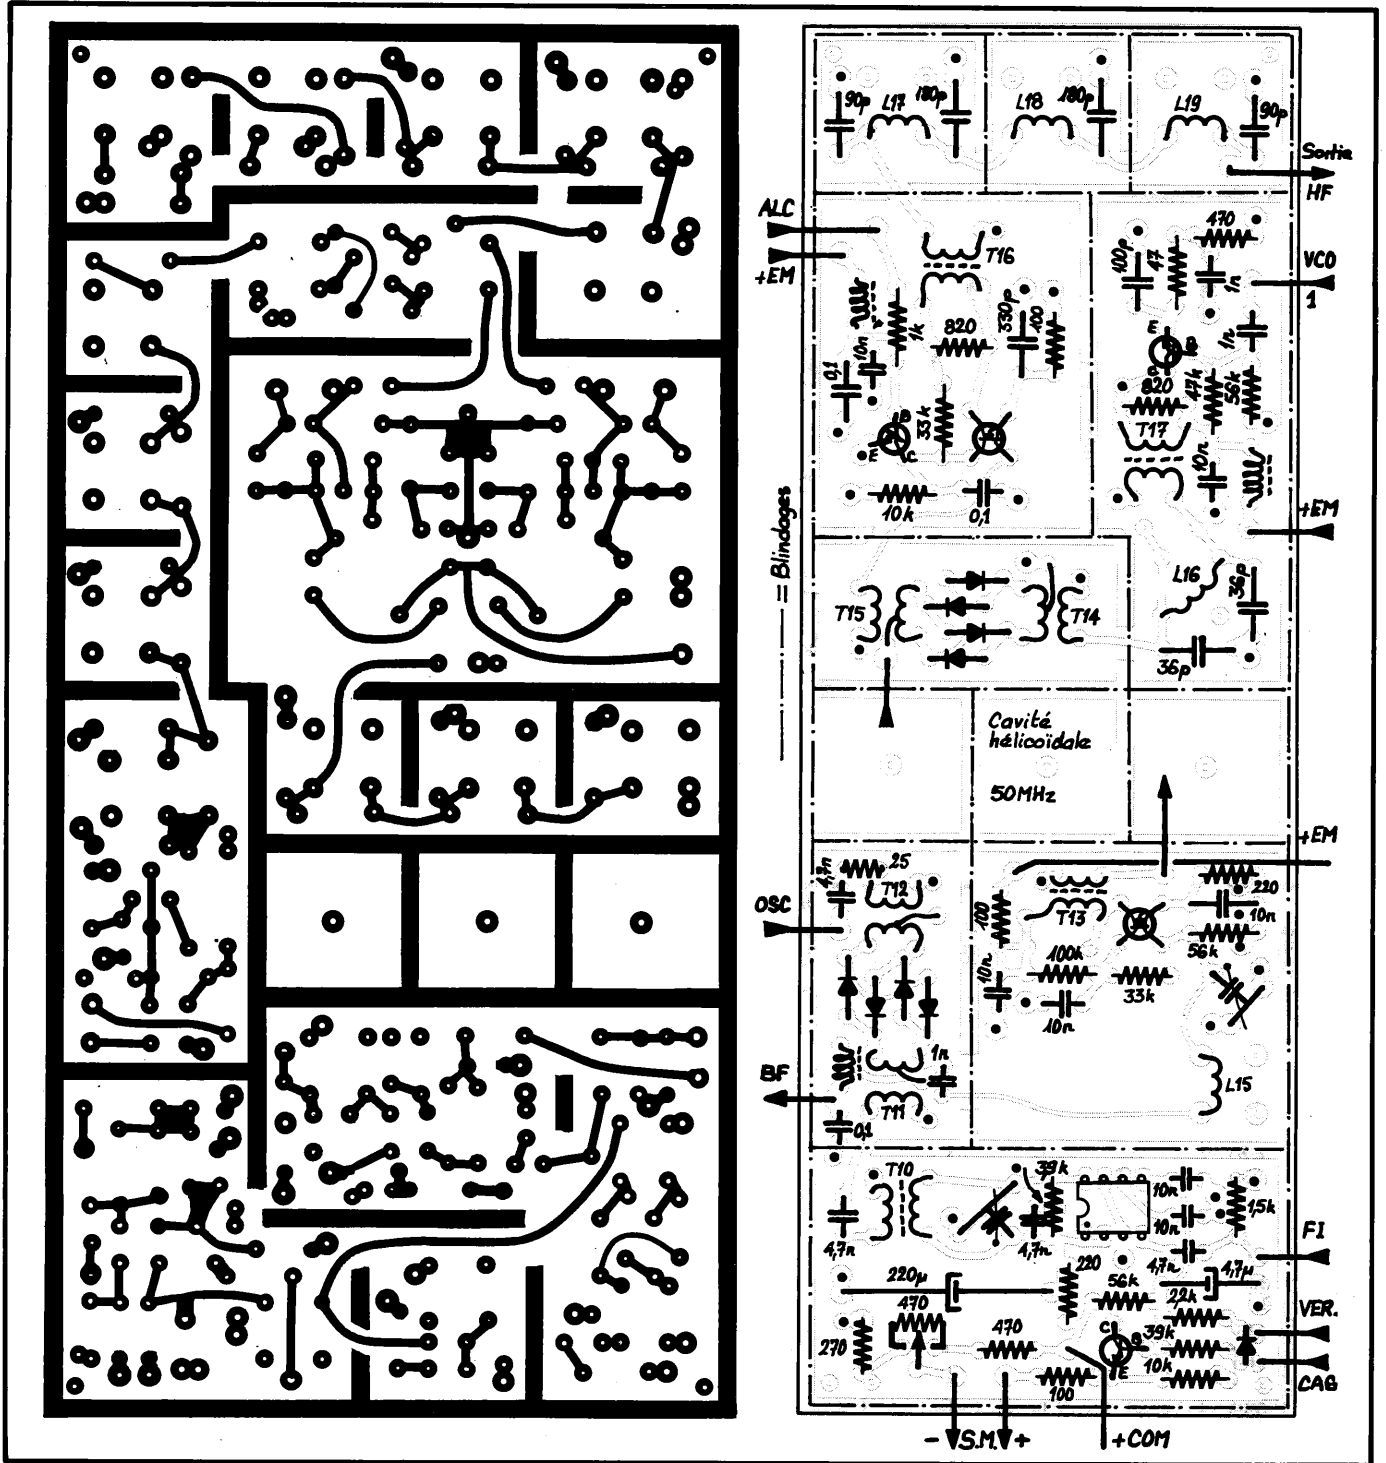 90p
L17
180p
L18
180p
L19
90p
Sortie
HF
ALC
+EM
T16
1k
10n
0,1
820
330p
100
33k
B
E
C
10k
0,1
470
100p
47
1n
VCO
1
E
B
C
1n
820
47k
56k
T17
10n
+EM
= Blindages
T15
T14
L16
36p
36p
Cavité
hélicoïdale
50MHz
+EM
4,7n
25
T12
OSC
100
T13
220
10n
56k
10n
100k
10n
33k
BF
1n
T11
0,1
L15
T10
39k
4,7n
4,7n
10n
10n
1,5k
4,7n
FI
220µ
220
56k
4,7µ
2,2k
VER.
470
270
470
C
B
E
39k
10k
100
CAG
- S.M. +
+COM